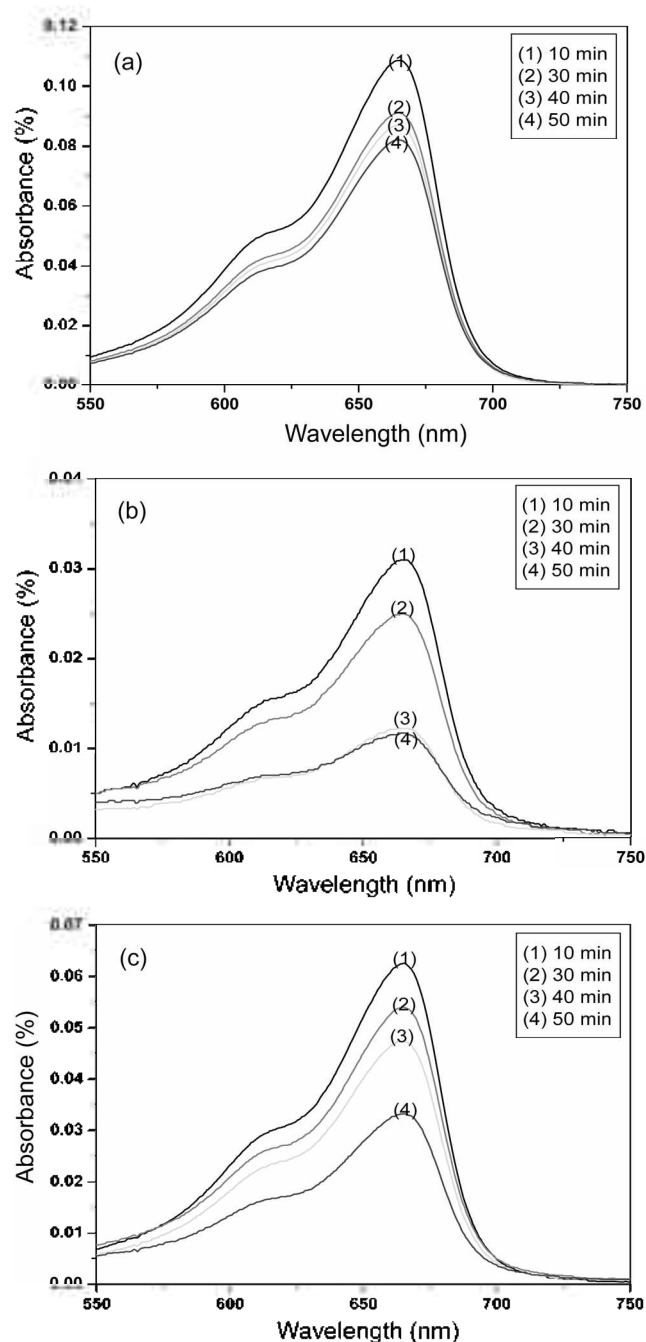 0.12
(a)
(1) 10 min
(2) 30 min
(3) 40 min
(4) 50 min
0.10
0.08
0.06
0.04
0.02
0.00
(1)
(2)
(3)
(4)
Absorbance (%)
550 600 650 700 750
Wavelength (nm)
0.04
(b)
(1) 10 min
(2) 30 min
(3) 40 min
(4) 50 min
0.03
0.02
0.01
0.00
(1)
(2)
(3)
(4)
Absorbance (%)
550 600 650 700 750
Wavelength (nm)
0.07
(c)
(1) 10 min
(2) 30 min
(3) 40 min
(4) 50 min
0.06
0.05
0.04
0.03
0.02
0.01
0.00
(1)
(2)
(3)
(4)
Absorbance (%)
550 600 650 700 750
Wavelength (nm)